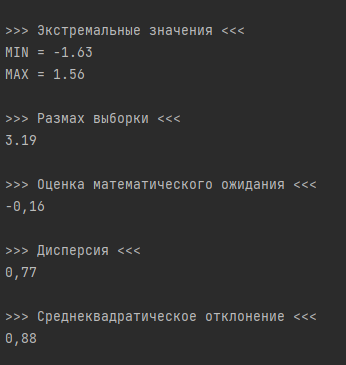 >>> Экстремальные значения <<<
MIN = -1.63
MAX = 1.56
>>> Размах выборки <<<
3.19
>>> Оценка математического ожидания <<<
-0,16
>>> Дисперсия <<<
0,77
>>> Среднеквадратическое отклонение <<<
0,88